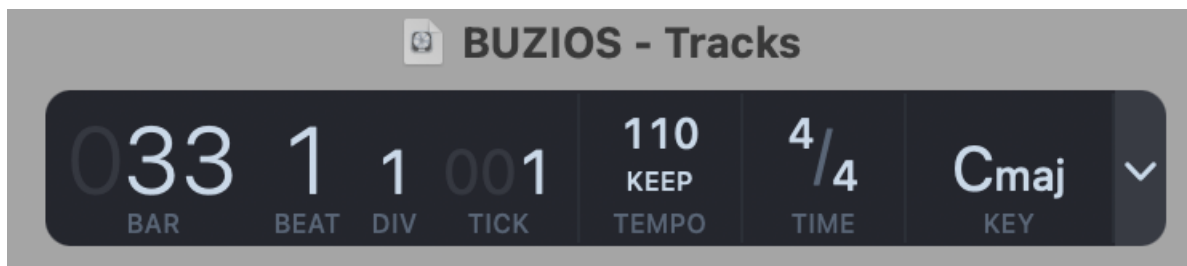 BUZIOS - Tracks
033 1 1 001 110 4/4 Cmaj
KEEP
BAR BEAT DIV TICK TEMPO TIME KEY